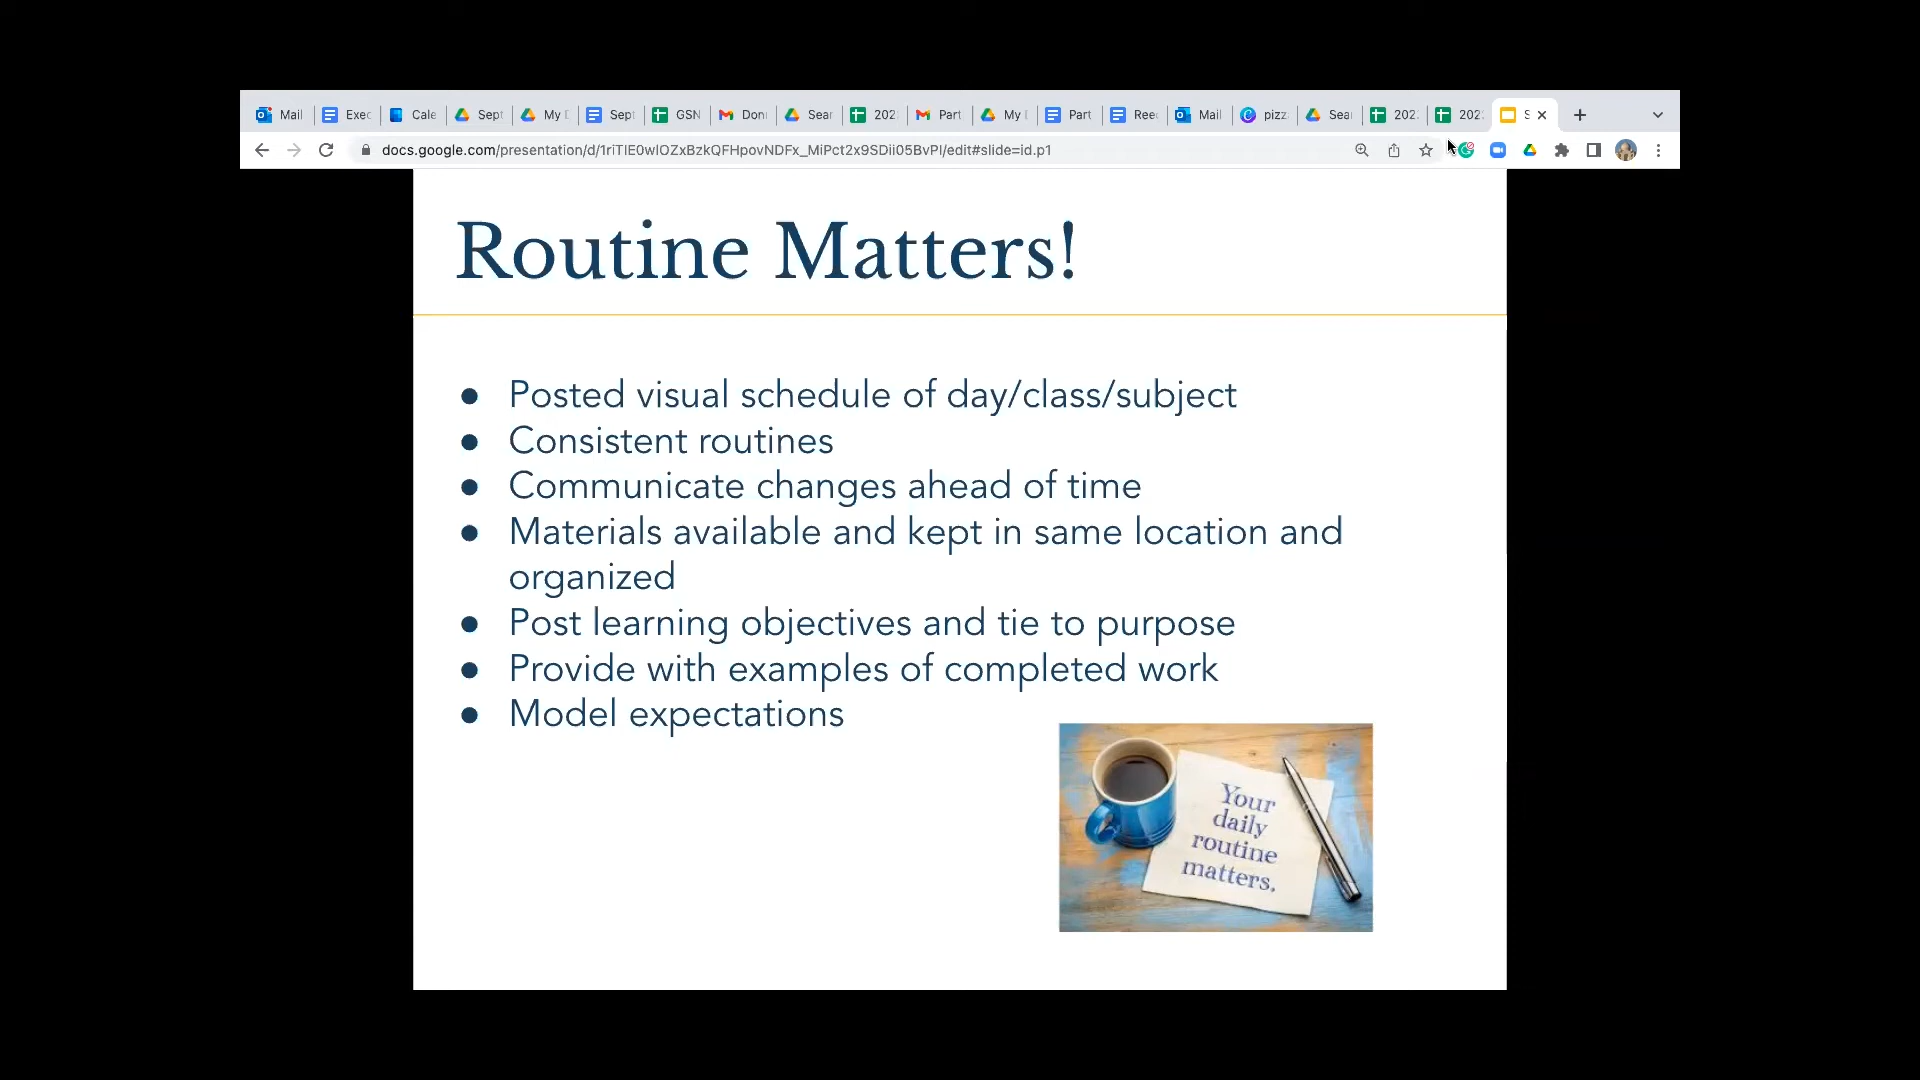 Mail Exec Cale Sept My D Sept GSN Don Sear 202 Part My D Part Ree Mail pizz Sea 202 202 S
docs.google.com/presentation/d/1riTlE0wlOZxBzkQFHpovNDFx_MiPct2x9SDii05BvPI/edit#slide=id.p1
Routine Matters!
● Posted visual schedule of day/class/subject
● Consistent routines
● Communicate changes ahead of time
● Materials available and kept in same location and
organized
● Post learning objectives and tie to purpose
● Provide with examples of completed work
● Model expectations
Your
daily
routine
matters.